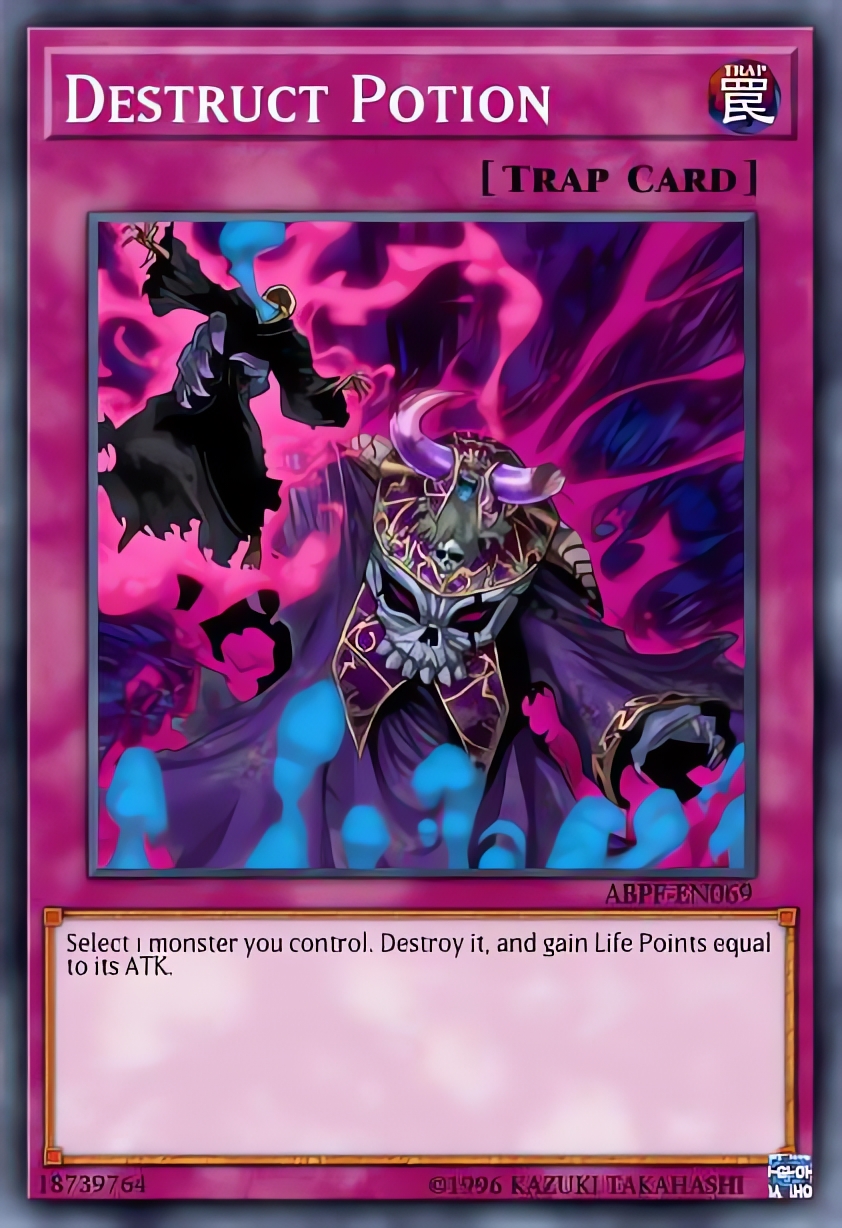 DESTRUCT POTION
TRAP
罠
[TRAP CARD]
ABPF-EN069
Select 1 monster you control. Destroy it, and gain Life Points equal
to its ATK.
18739764
©1996 KAZUKI TAKAHASHI